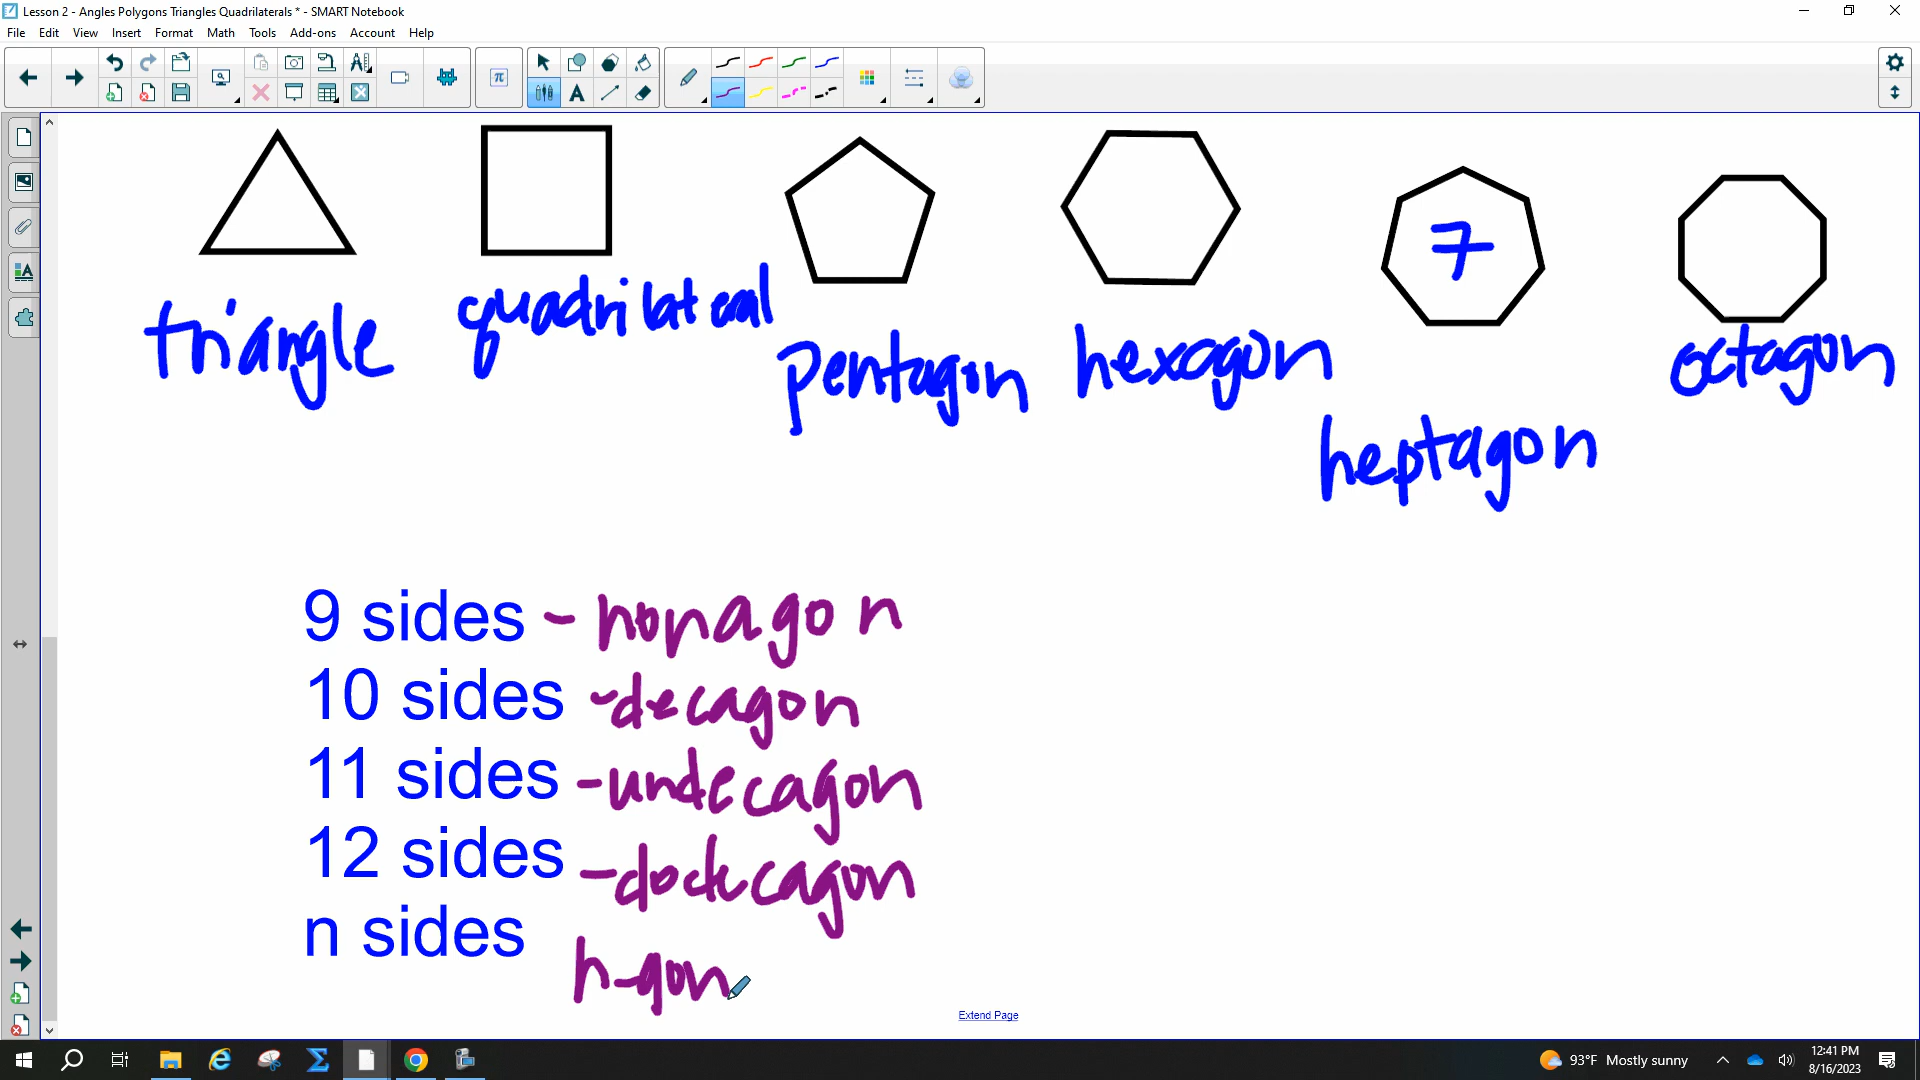 Lesson 2 - Angles Polygons Triangles Quadrilaterals * - SMART Notebook
File Edit View Insert Format Math Tools Add-ons Account Help
7
triangle quadrilateral pentagon hexagon octagon
heptagon
9 sides - nonagon
10 sides - decagon
11 sides - undecagon
12 sides - dodecagon
n sides
n-gon
Extend Page
93°F Mostly sunny
12:41 PM
8/16/2023